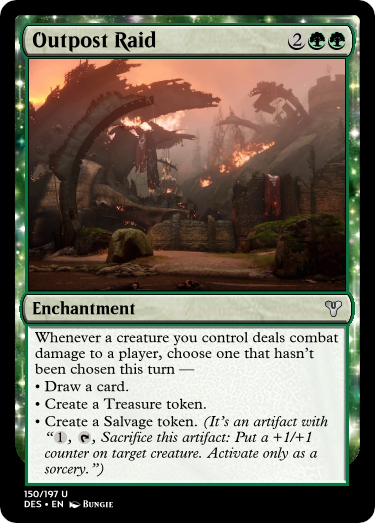 Outpost Raid 2
Enchantment
Whenever a creature you control deals combat
damage to a player, choose one that hasn't
been chosen this turn —
• Draw a card.
• Create a Treasure token.
• Create a Salvage token. (It's an artifact with
"1, , Sacrifice this artifact: Put a +1/+1
counter on target creature. Activate only as a
sorcery.")
150/197 U
DES • EN BUNGIE